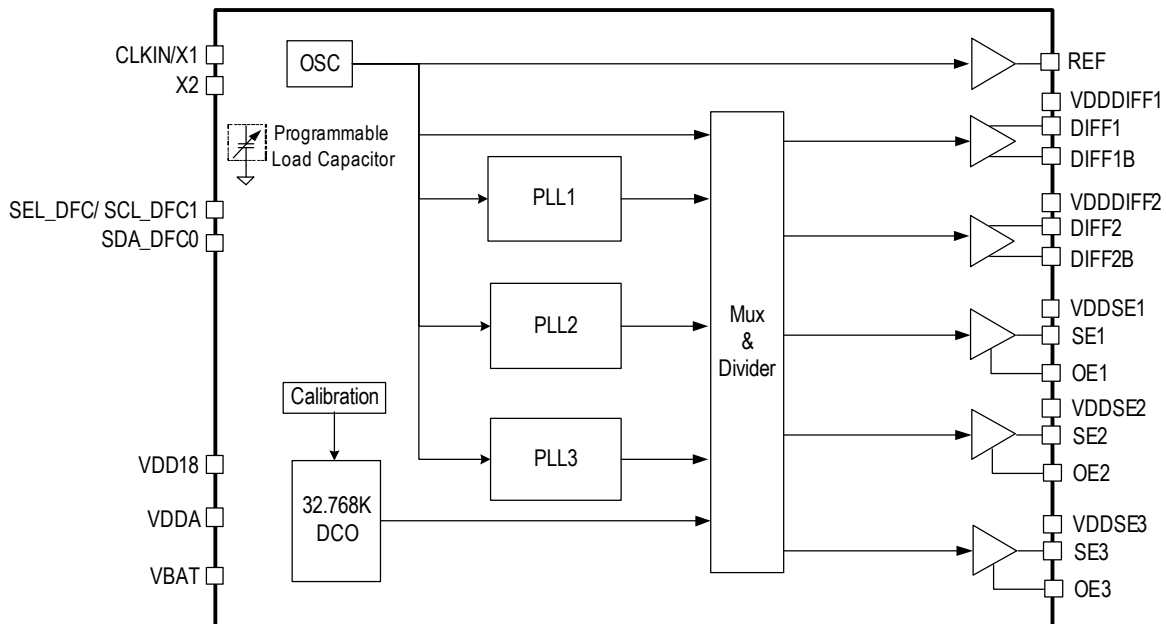 CLKIN/X1
X2
SEL_DFC/ SCL_DFC1
SDA_DFC0
VDD18
VDDA
VBAT
OSC
Programmable
Load Capacitor
Calibration
32.768K
DCO
PLL1
PLL2
PLL3
Mux
&
Divider
REF
VDDDIFF1
DIFF1
DIFF1B
VDDDIFF2
DIFF2
DIFF2B
VDDSE1
SE1
OE1
VDDSE2
SE2
OE2
VDDSE3
SE3
OE3